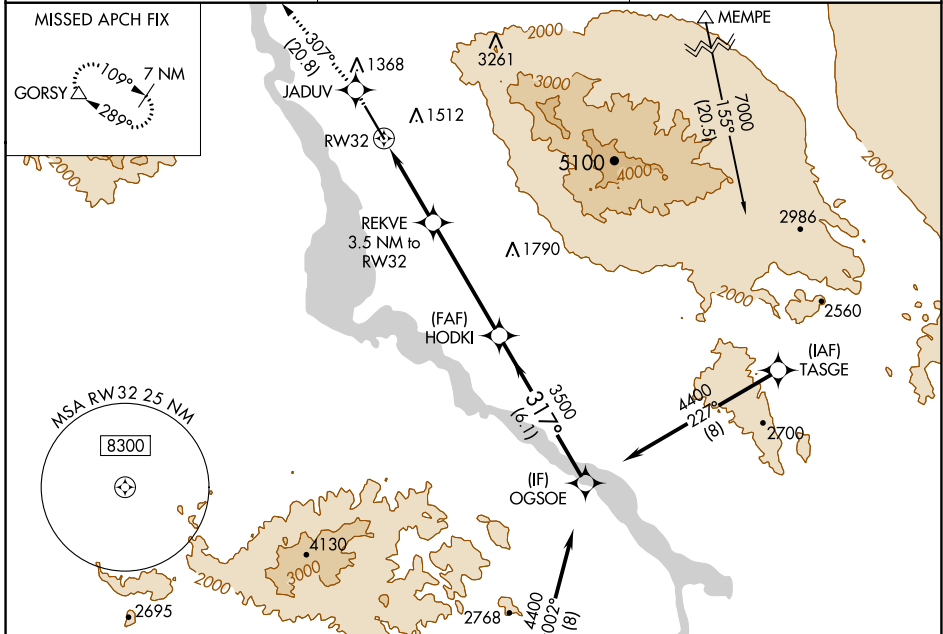 MISSED APCH FIX
109°
7 NM
GORSY
289°
2000
307°
(20.8)
1368
JADUV
RW32
1512
3261
2000
3000
5100
4000
MEMPE
7000
155°
(20.5)
2000
2986
REKVE
3.5 NM to
RW32
1790
2000
2560
(FAF)
HODKI
(IAF)
TASGE
3500
317°
(6.1)
4400
227°
(8)
2700
MSA RW32 25 NM
8300
(IF)
OGSOE
4130
3000
2000
2695
2768
4400
002°
(8)